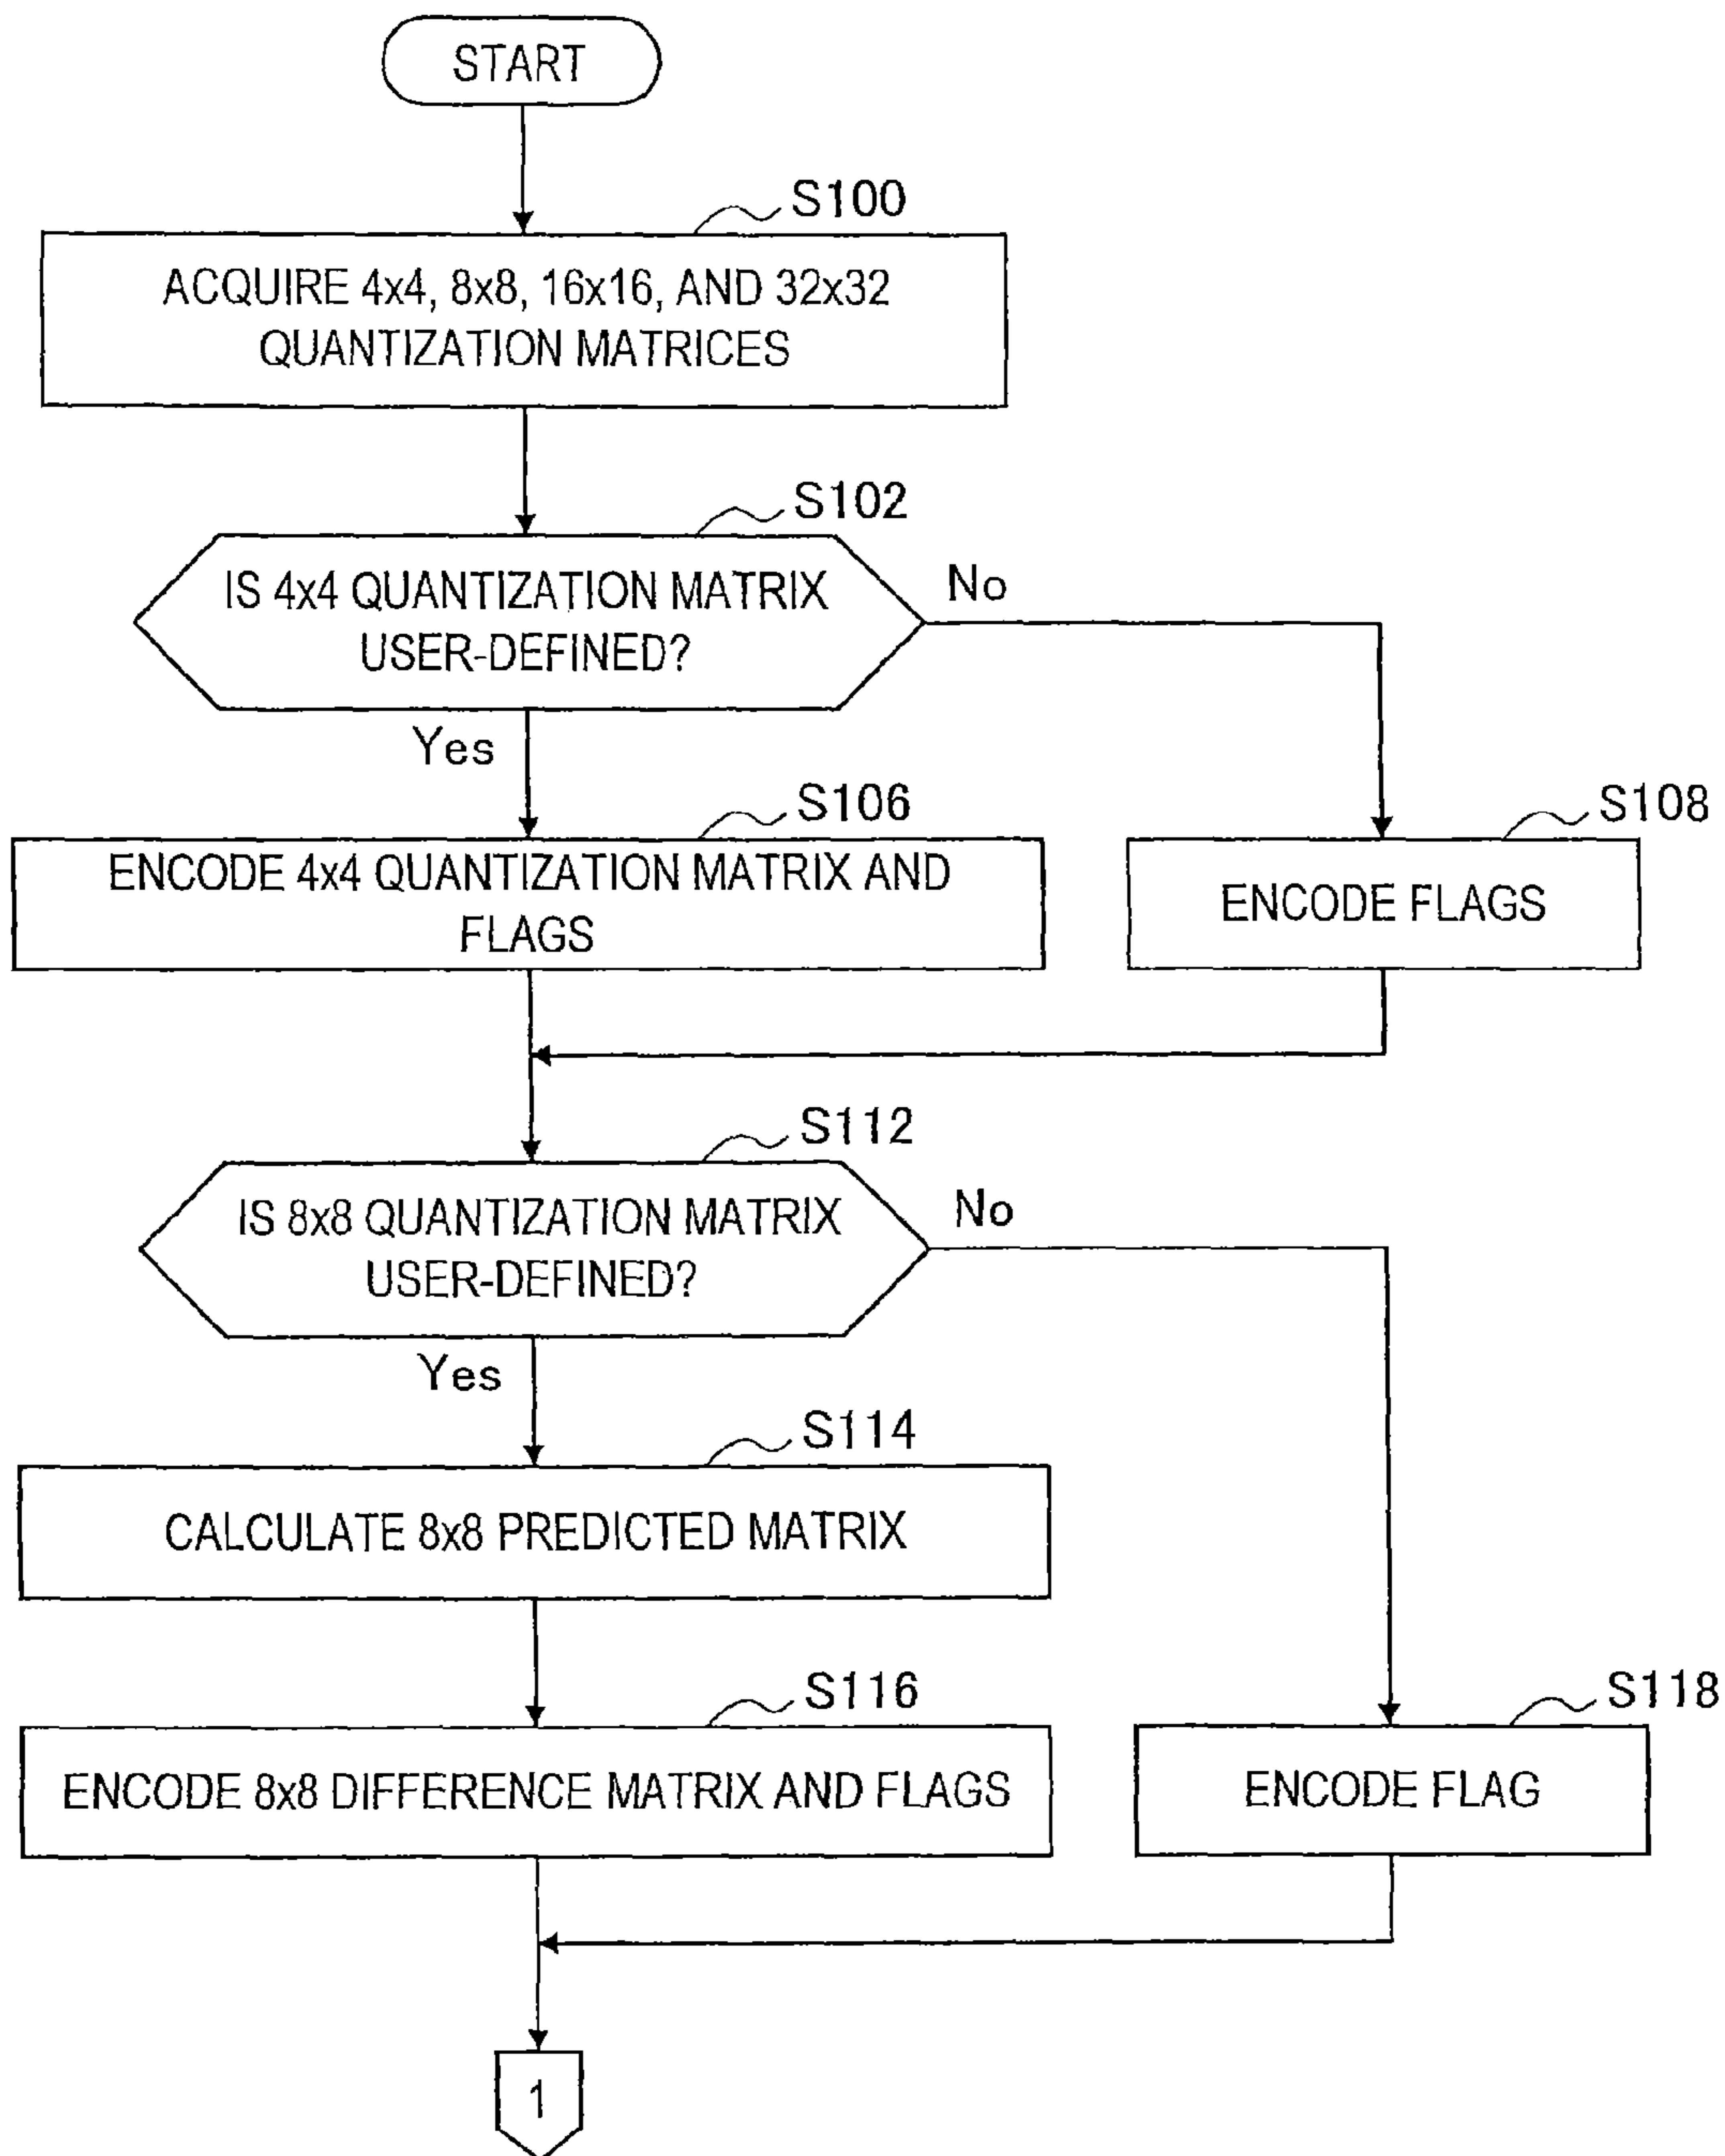 START
S100
ACQUIRE 4x4, 8x8, 16x16, AND 32x32
QUANTIZATION MATRICES
S102
IS 4x4 QUANTIZATION MATRIX
USER-DEFINED?
No
Yes
S106
ENCODE 4x4 QUANTIZATION MATRIX AND
FLAGS
S108
ENCODE FLAGS
S112
IS 8x8 QUANTIZATION MATRIX
USER-DEFINED?
No
Yes
S114
CALCULATE 8x8 PREDICTED MATRIX
S116
ENCODE 8x8 DIFFERENCE MATRIX AND FLAGS
S118
ENCODE FLAG
1